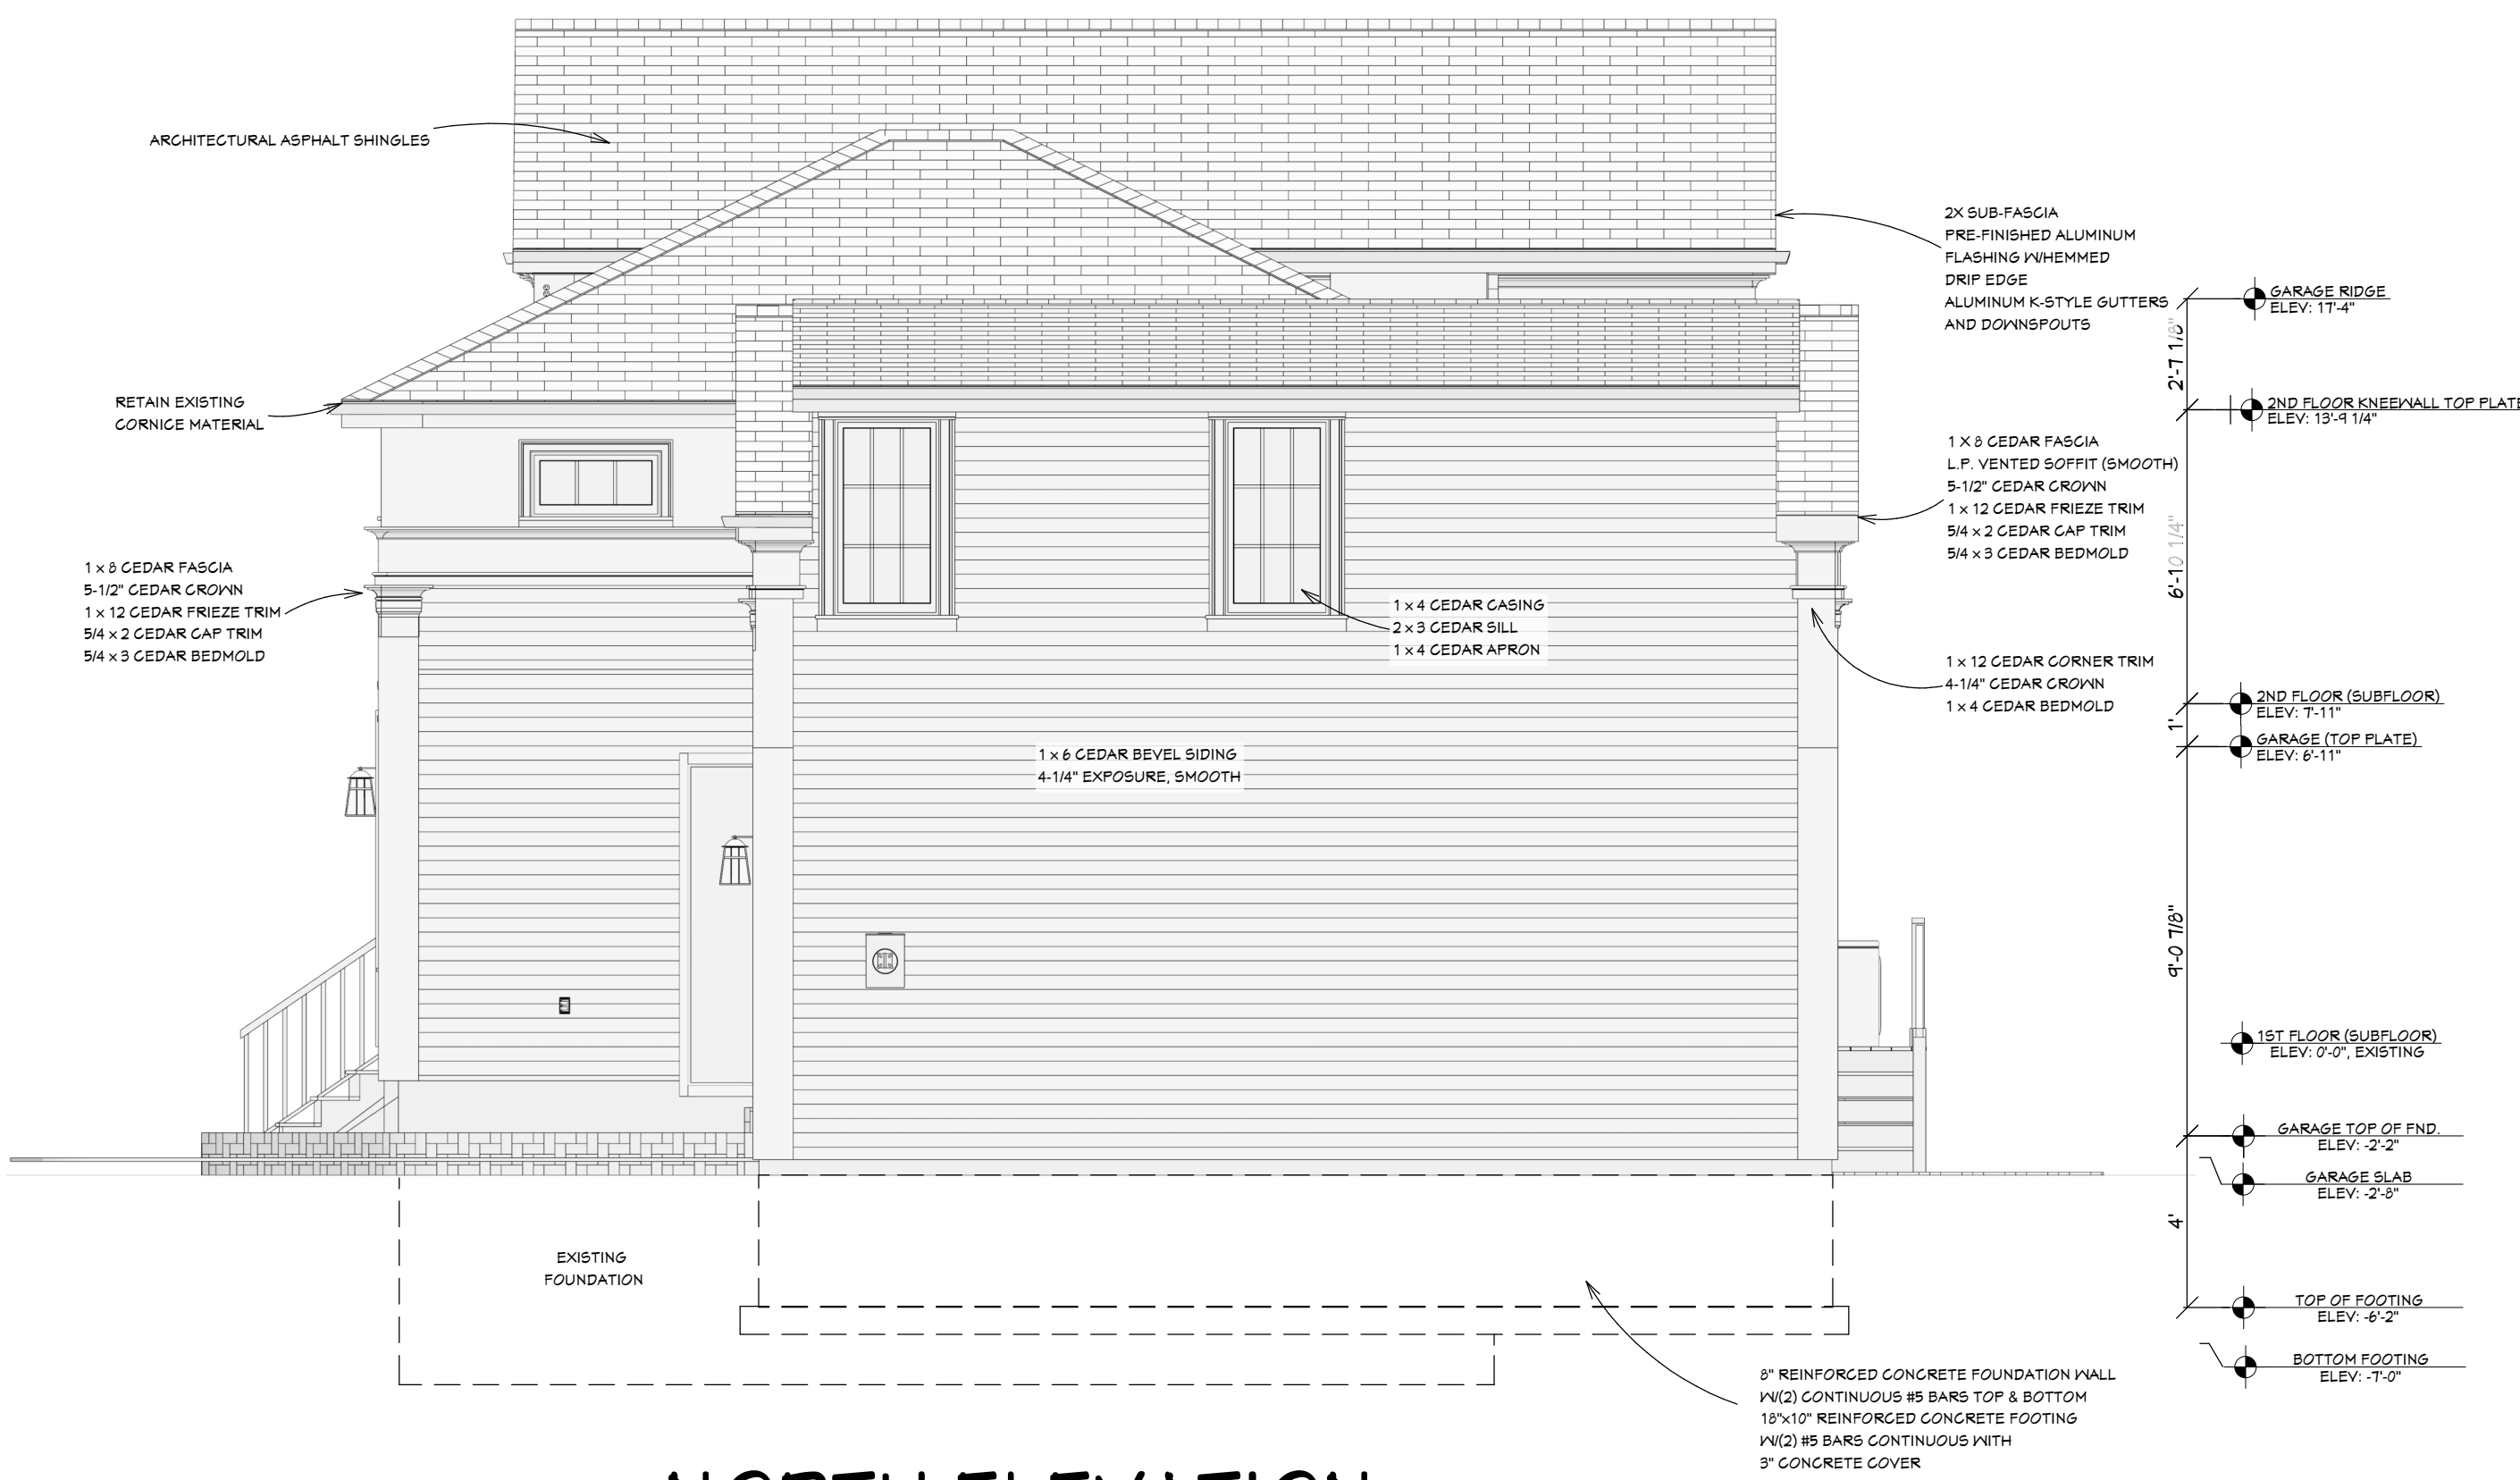 ARCHITECTURAL ASPHALT SHINGLES
2X SUB-FASCIA
PRE-FINISHED ALUMINUM
FLASHING W/HEMMED
DRIP EDGE
ALUMINUM K-STYLE GUTTERS
AND DOWNSPOUTS
GARAGE RIDGE
ELEV: 17'-4"
2'-7 1/8"
RETAIN EXISTING
CORNICE MATERIAL
2ND FLOOR KNEEWALL TOP PLATE
ELEV: 13'-9 1/4"
1 X 8 CEDAR FASCIA
L.P. VENTED SOFFIT (SMOOTH)
5-1/2" CEDAR CROWN
1 x 12 CEDAR FRIEZE TRIM
5/4 x 2 CEDAR CAP TRIM
5/4 x 3 CEDAR BEDMOLD
6'-10 1/4"
1 x 8 CEDAR FASCIA
5-1/2" CEDAR CROWN
1 x 12 CEDAR FRIEZE TRIM
5/4 x 2 CEDAR CAP TRIM
5/4 x 3 CEDAR BEDMOLD
1 x 4 CEDAR CASING
2 x 3 CEDAR SILL
1 x 4 CEDAR APRON
1 x 12 CEDAR CORNER TRIM
4-1/4" CEDAR CROWN
1 x 4 CEDAR BEDMOLD
2ND FLOOR (SUBFLOOR)
ELEV: 7'-11"
1'
GARAGE (TOP PLATE)
ELEV: 6'-11"
1 x 6 CEDAR BEVEL SIDING
4-1/4" EXPOSURE, SMOOTH
9'-0 7/8"
1ST FLOOR (SUBFLOOR)
ELEV: 0'-0", EXISTING
GARAGE TOP OF FND.
ELEV: -2'-2"
GARAGE SLAB
ELEV: -2'-8"
4'
EXISTING
FOUNDATION
TOP OF FOOTING
ELEV: -6'-2"
BOTTOM FOOTING
ELEV: -7'-0"
8" REINFORCED CONCRETE FOUNDATION WALL
W/(2) CONTINUOUS #5 BARS TOP & BOTTOM
18"x10" REINFORCED CONCRETE FOOTING
W/(2) #5 BARS CONTINUOUS WITH
3" CONCRETE COVER
NORTH ELEVATION